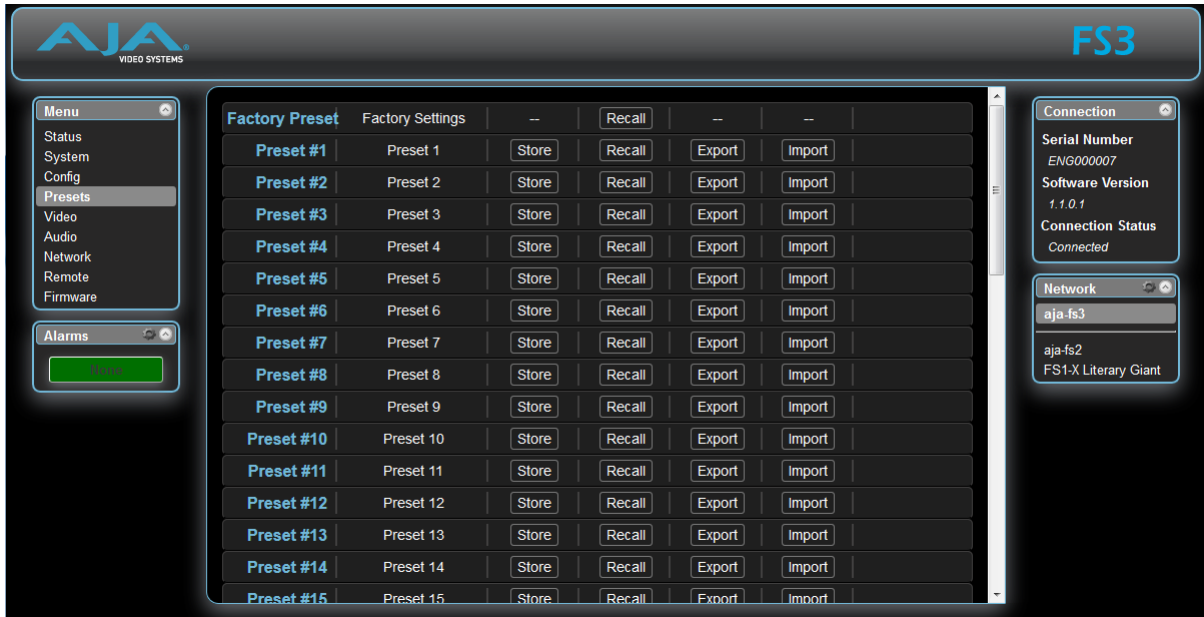 AJA
VIDEO SYSTEMS
FS3
Menu
Status
System
Config
Presets
Video
Audio
Network
Remote
Firmware
Alarms
None
Factory Preset Factory Settings -- Recall -- --
Preset #1 Preset 1 Store Recall Export Import
Preset #2 Preset 2 Store Recall Export Import
Preset #3 Preset 3 Store Recall Export Import
Preset #4 Preset 4 Store Recall Export Import
Preset #5 Preset 5 Store Recall Export Import
Preset #6 Preset 6 Store Recall Export Import
Preset #7 Preset 7 Store Recall Export Import
Preset #8 Preset 8 Store Recall Export Import
Preset #9 Preset 9 Store Recall Export Import
Preset #10 Preset 10 Store Recall Export Import
Preset #11 Preset 11 Store Recall Export Import
Preset #12 Preset 12 Store Recall Export Import
Preset #13 Preset 13 Store Recall Export Import
Preset #14 Preset 14 Store Recall Export Import
Preset #15 Preset 15 Store Recall Export Import
Connection
Serial Number
ENG000007
Software Version
1.1.0.1
Connection Status
Connected
Network
aja-fs3
aja-fs2
FS1-X Literary Giant